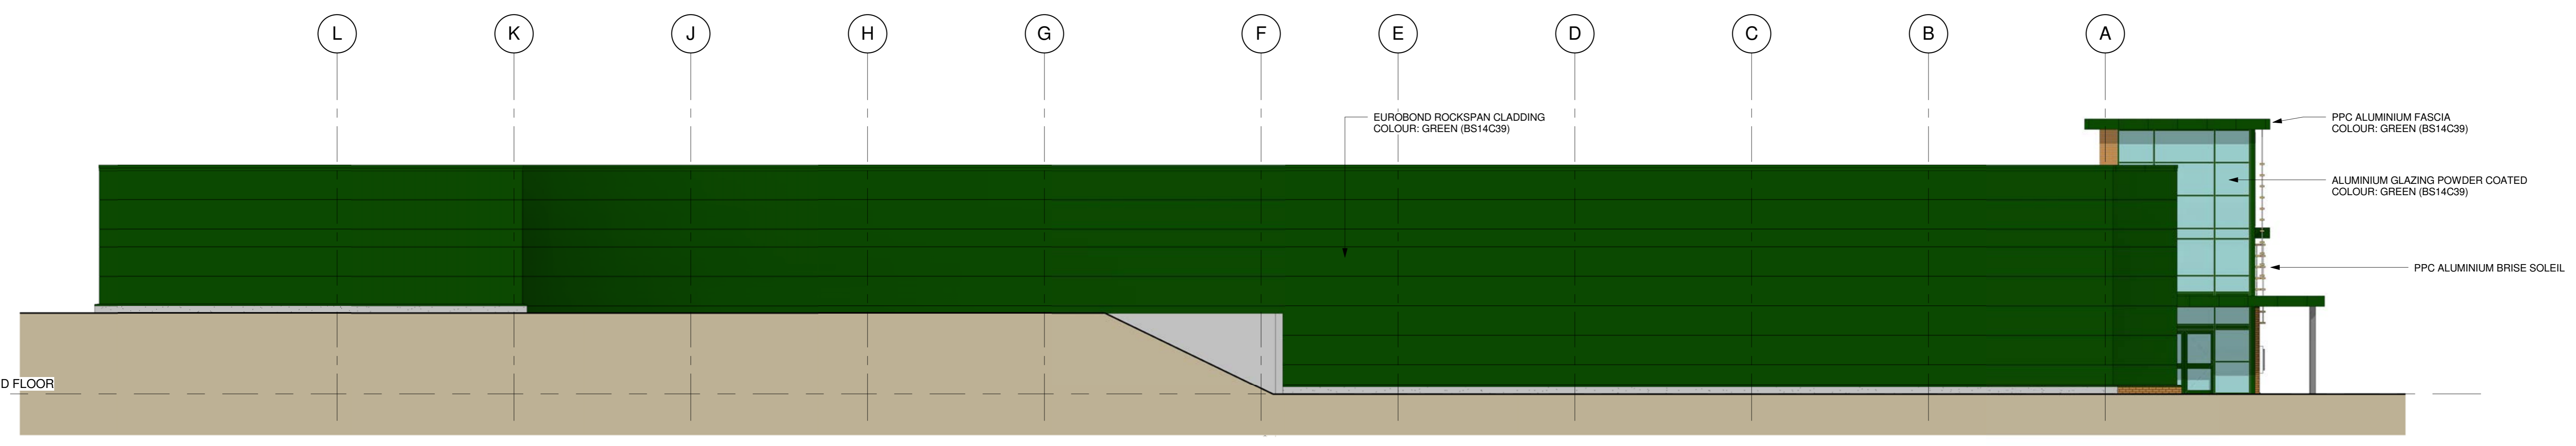 L K J H G F E D C B A
EUROBOND ROCKSPAN CLADDING
COLOUR: GREEN (BS14C39)
PPC ALUMINIUM FASCIA
COLOUR: GREEN (BS14C39)
ALUMINIUM GLAZING POWDER COATED
COLOUR: GREEN (BS14C39)
PPC ALUMINIUM BRISE SOLEIL
D FLOOR